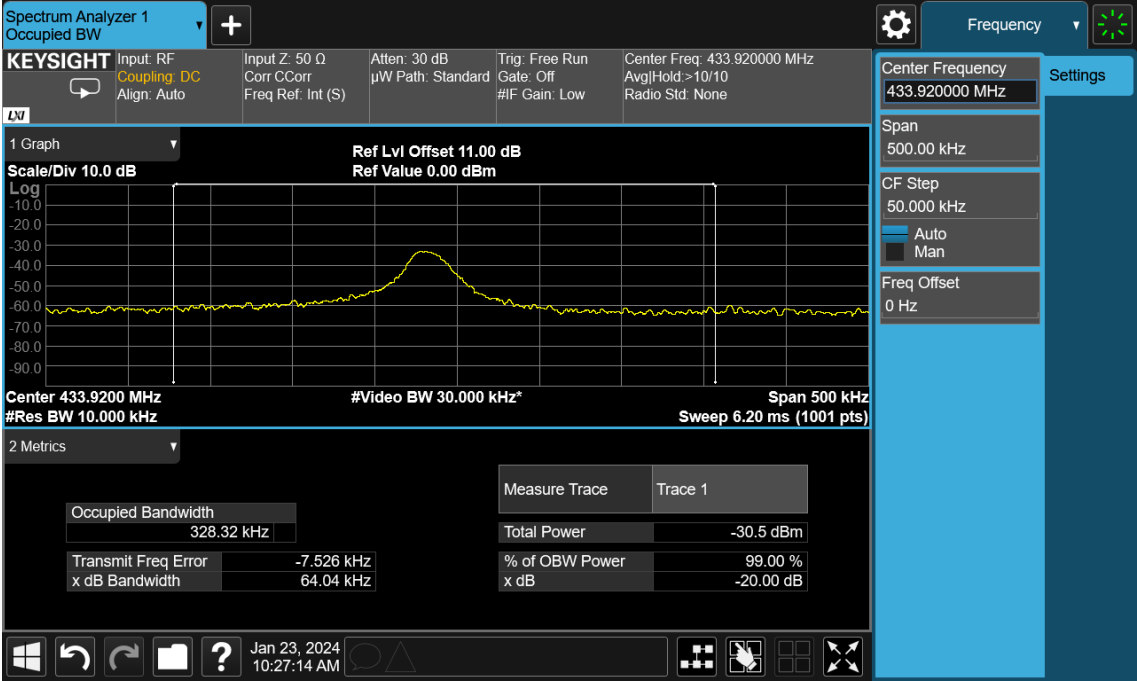 Spectrum Analyzer 1
Occupied BW
+
Frequency
KEYSIGHT
LXI
Input: RF
Coupling: DC
Align: Auto
Input Z: 50 Ω
Corr CCorr
Freq Ref: Int (S)
Atten: 30 dB
µW Path: Standard
Trig: Free Run
Gate: Off
#IF Gain: Low
Center Freq: 433.920000 MHz
Avg|Hold:>10/10
Radio Std: None
Center Frequency
433.920000 MHz
Settings
Span
500.00 kHz
CF Step
50.000 kHz
Auto
Man
Freq Offset
0 Hz
1 Graph
Scale/Div 10.0 dB
Ref Lvl Offset 11.00 dB
Ref Value 0.00 dBm
Log
-10.0
-20.0
-30.0
-40.0
-50.0
-60.0
-70.0
-80.0
-90.0
Center 433.9200 MHz
#Video BW 30.000 kHz*
Span 500 kHz
#Res BW 10.000 kHz
Sweep 6.20 ms (1001 pts)
2 Metrics
Occupied Bandwidth
328.32 kHz
Transmit Freq Error -7.526 kHz
x dB Bandwidth 64.04 kHz
Measure Trace Trace 1
Total Power -30.5 dBm
% of OBW Power 99.00 %
x dB -20.00 dB
?
Jan 23, 2024
10:27:14 AM